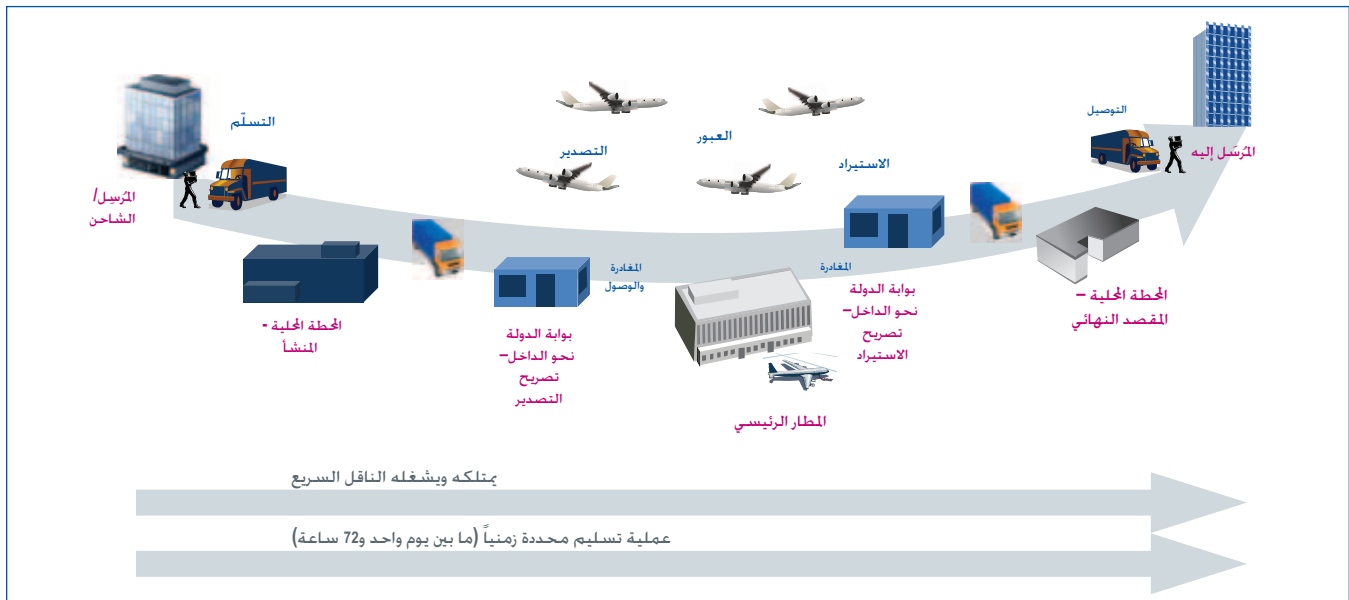 التسلّم
المُرسِل/
الشاحن
المحطة المحلية -
المنشأ
التصدير
بوابة الدولة
نحو الداخل–
تصريح
التصدير
المغادرة
والوصول
العبور
المطار الرئيسي
المغادرة
الاستيراد
بوابة الدولة
نحو الداخل–
تصريح
الاستيراد
المحطة المحلية –
المقصد النهائي
التوصيل
المُرسَل إليه
يمتلكه ويشغله الناقل السريع
عملية تسليم محددة زمنياً (ما بين يوم واحد و72 ساعة)